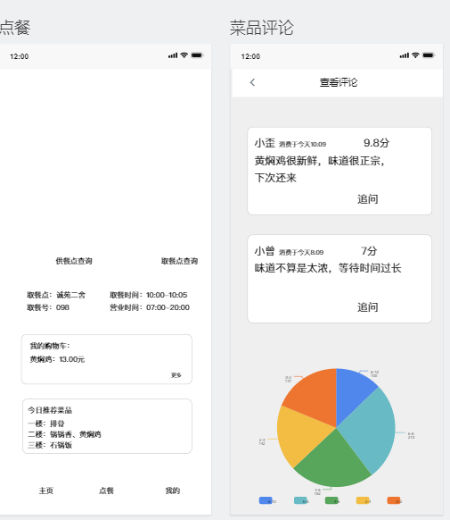 点餐
12:00
供餐点查询 取餐点查询
取餐点：诚苑二舍 取餐时间：10:00-10:05
取餐号：098 营业时间：07:00-20:00
我的购物车：
黄焖鸡：13.00元
更多
今日推荐菜品
一楼：排骨
二楼：锅锅香、黄焖鸡
三楼：石锅饭
主页 点餐 我的
菜品评论
12:00
查看评论
小歪 消费于今天10:09 9.8分
黄焖鸡很新鲜，味道很正宗，
下次还来
追问
小曾 消费于今天8:09 7分
味道不算是太浓，等待时间过长
追问